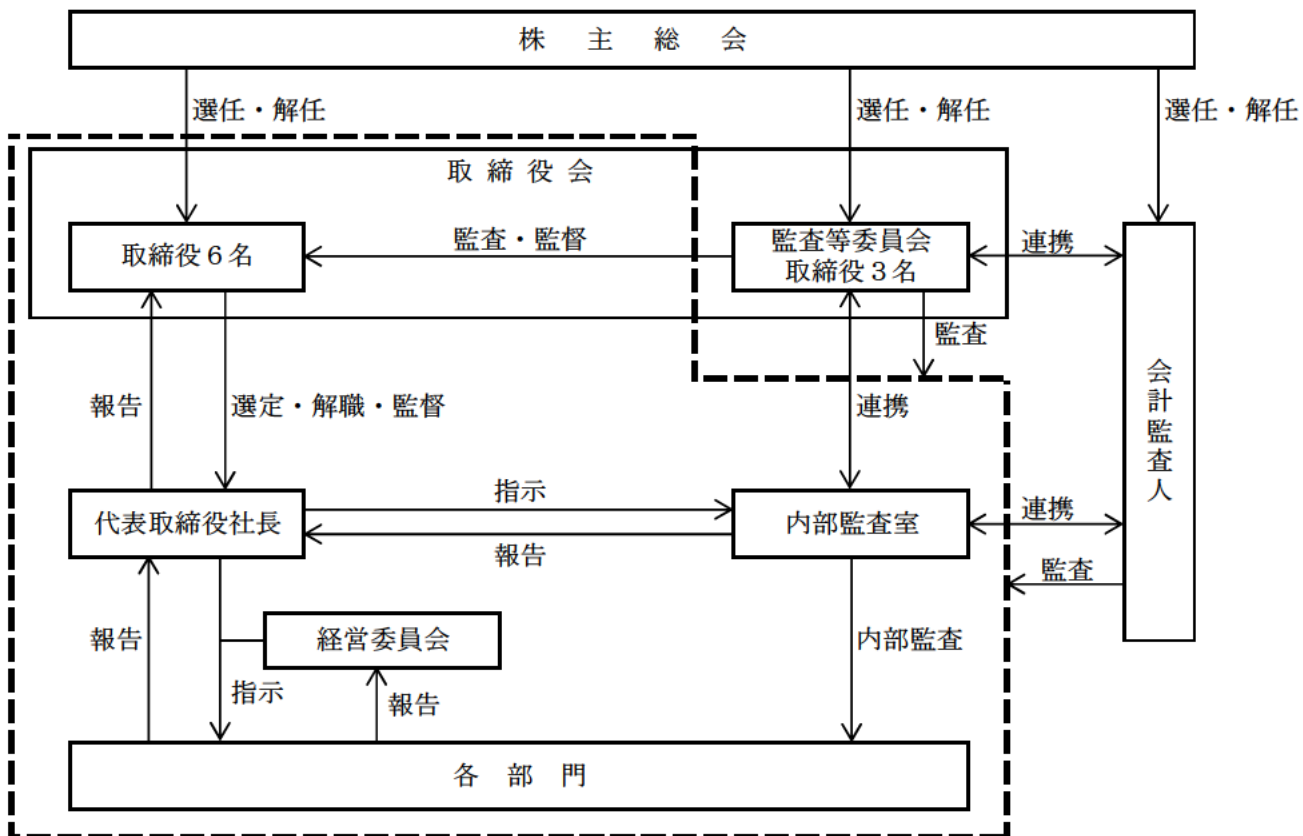 株主総会
選任・解任
選任・解任
選任・解任
取締役会
取締役６名
監査・監督
監査等委員会
取締役３名
連携
監査
会計監査人
報告
選定・解職・監督
連携
代表取締役社長
指示
報告
内部監査室
連携
監査
報告
経営委員会
内部監査
指示
報告
各部門